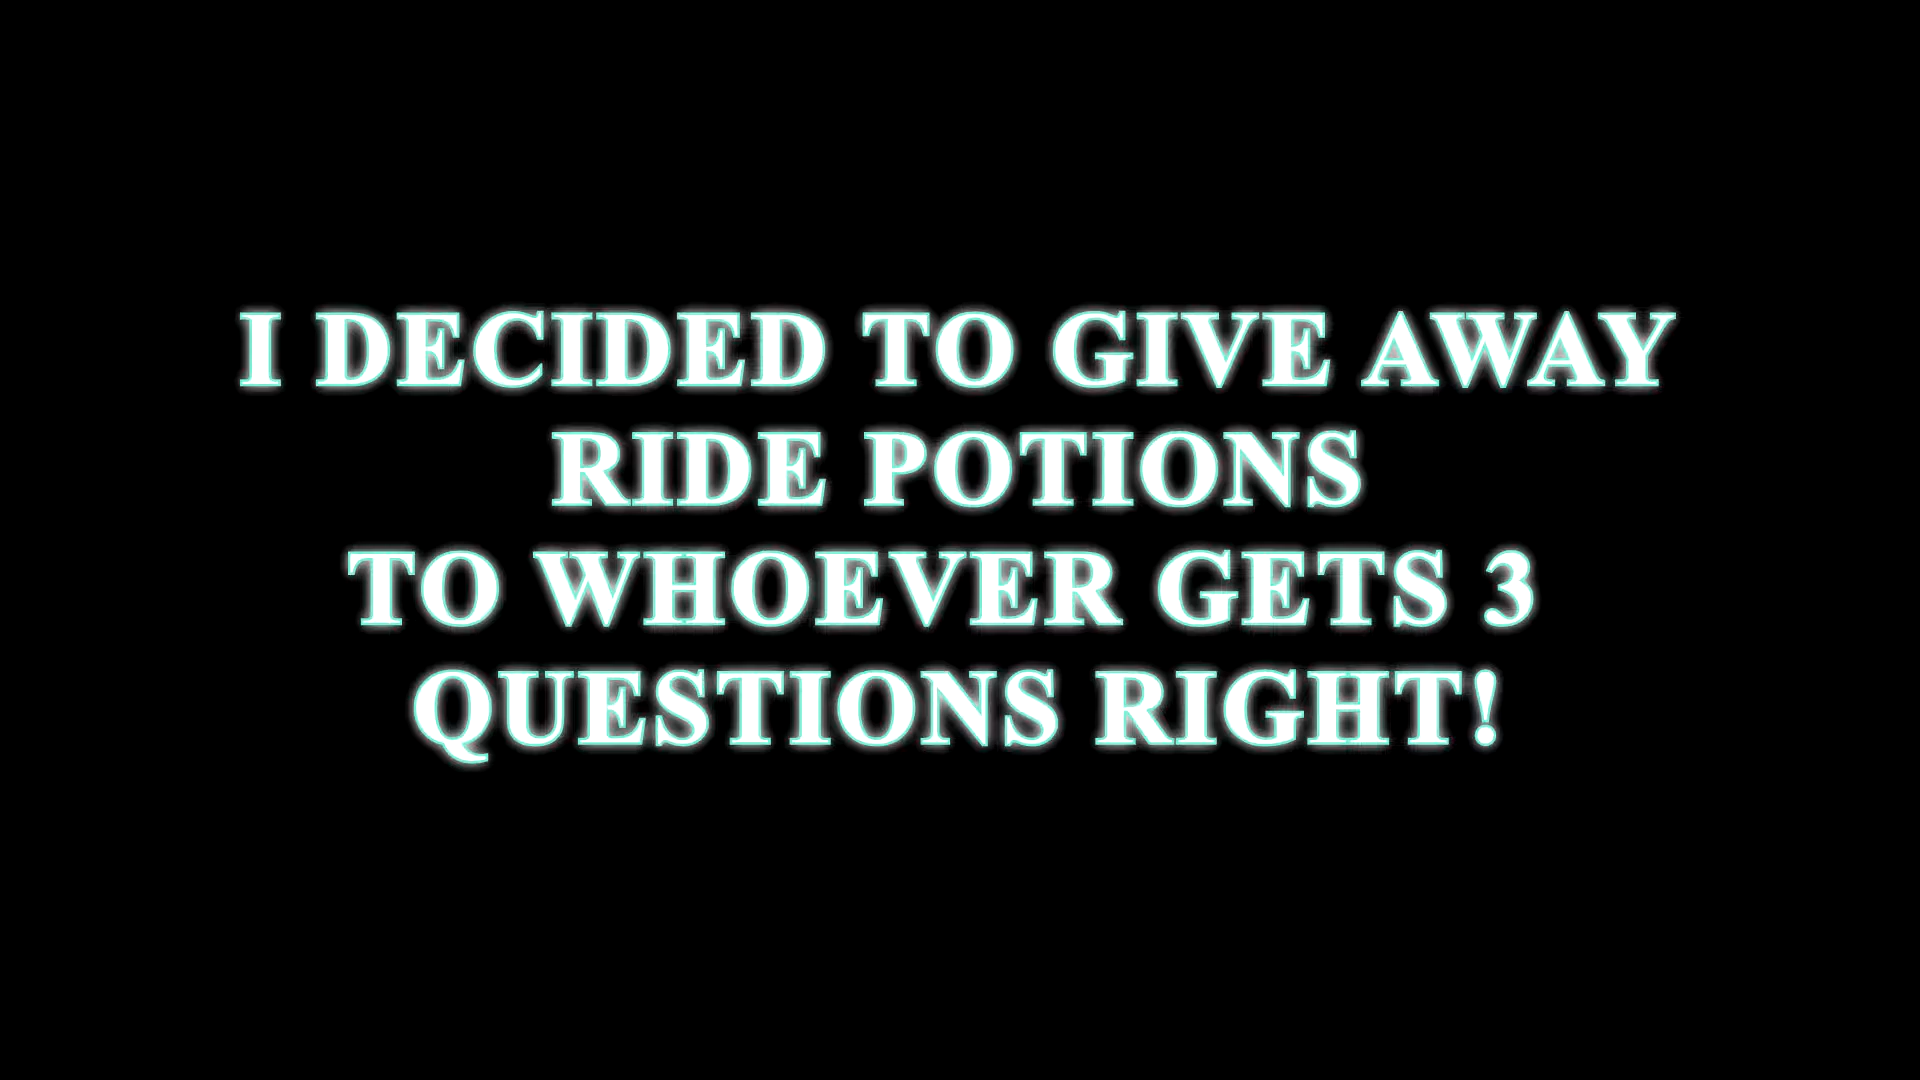 I DECIDED TO GIVE AWAY
RIDE POTIONS
TO WHOEVER GETS 3
QUESTIONS RIGHT!